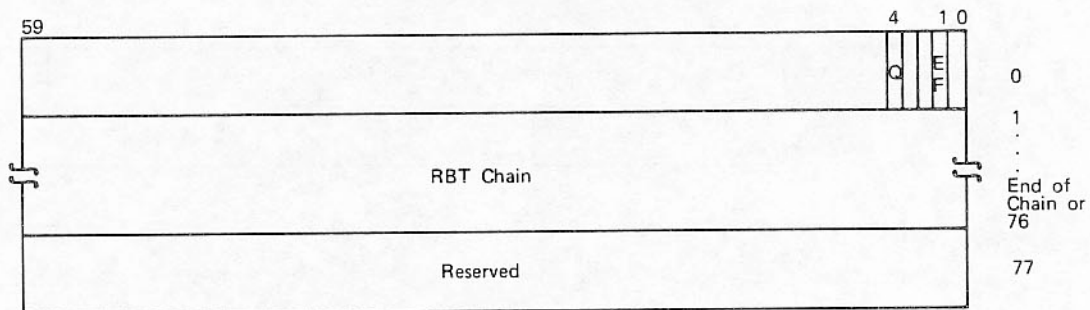 59 4 1 0
Q E F 0
1
.
.
.
RBT Chain
End of
Chain or
76
Reserved 77